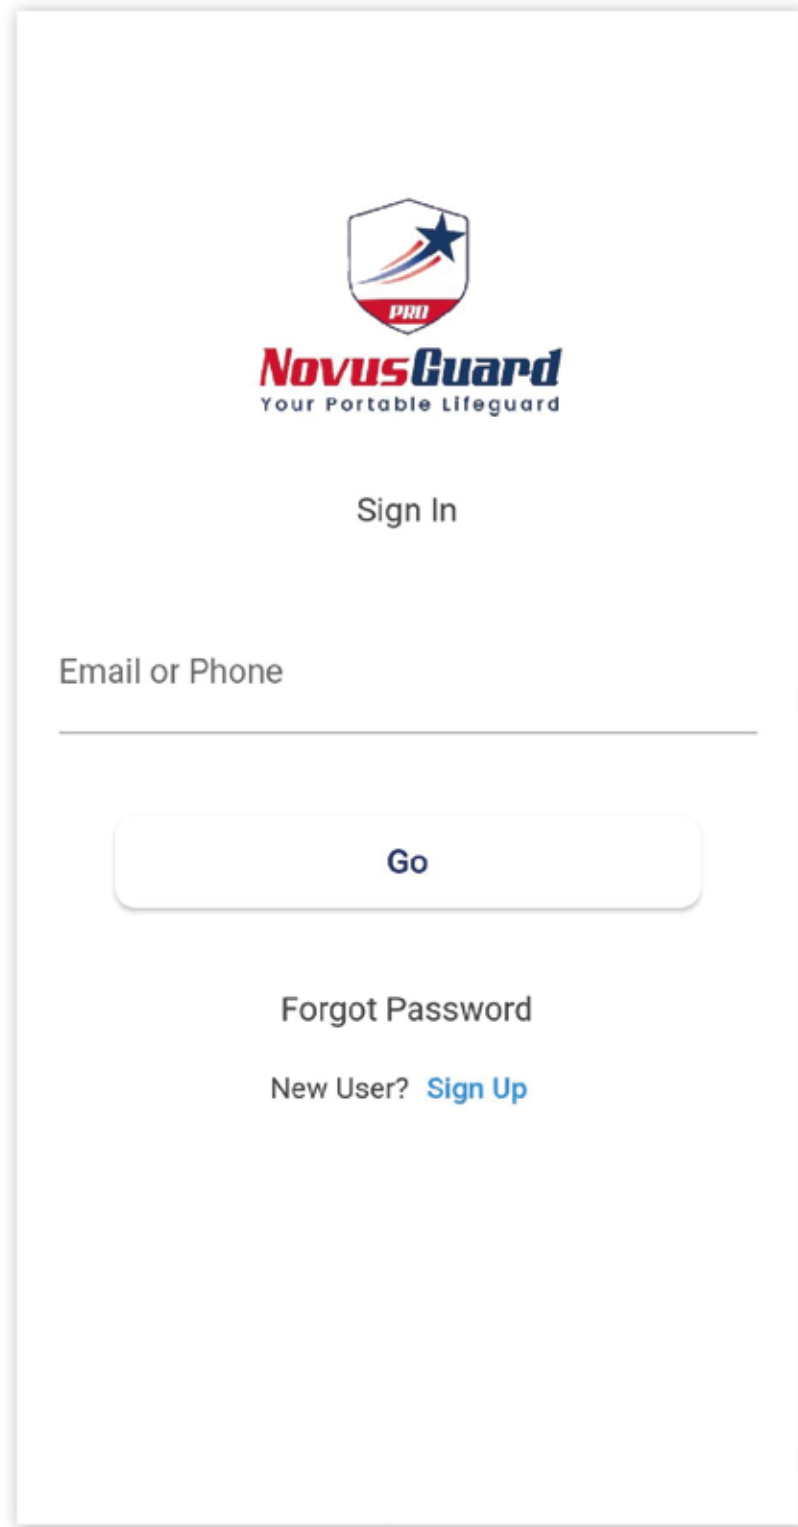 PRO
NovusGuard
Your Portable Lifeguard
Sign In
Email or Phone
Go
Forgot Password
New User? Sign Up